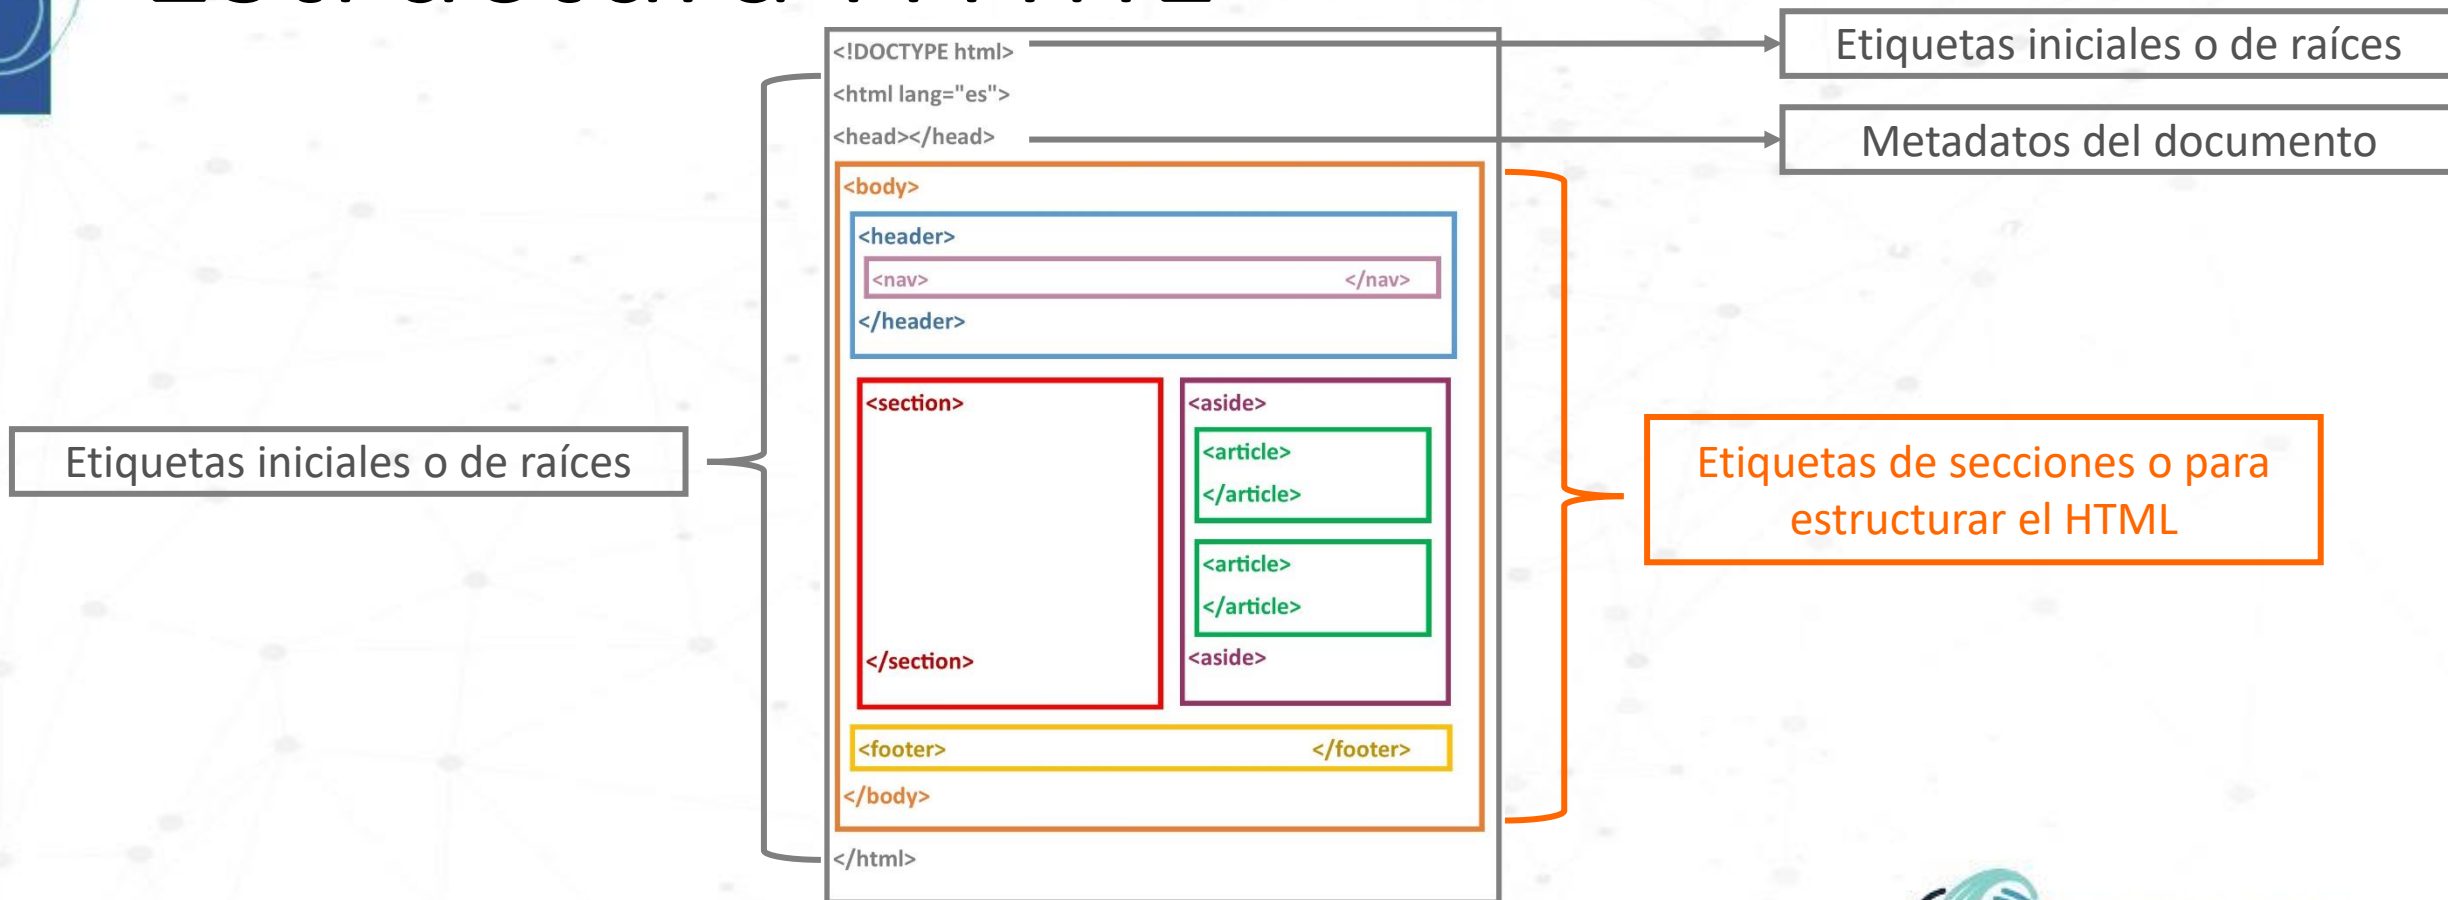 <!DOCTYPE html>
Etiquetas iniciales o de raíces
<html lang="es">
<head></head>
Metadatos del documento
<body>
<header>
<nav> </nav>
</header>
<section>
<aside>
<article>
</article>
Etiquetas iniciales o de raíces
Etiquetas de secciones o para
estructurar el HTML
<article>
</article>
</section>
<aside>
<footer> </footer>
</body>
</html>